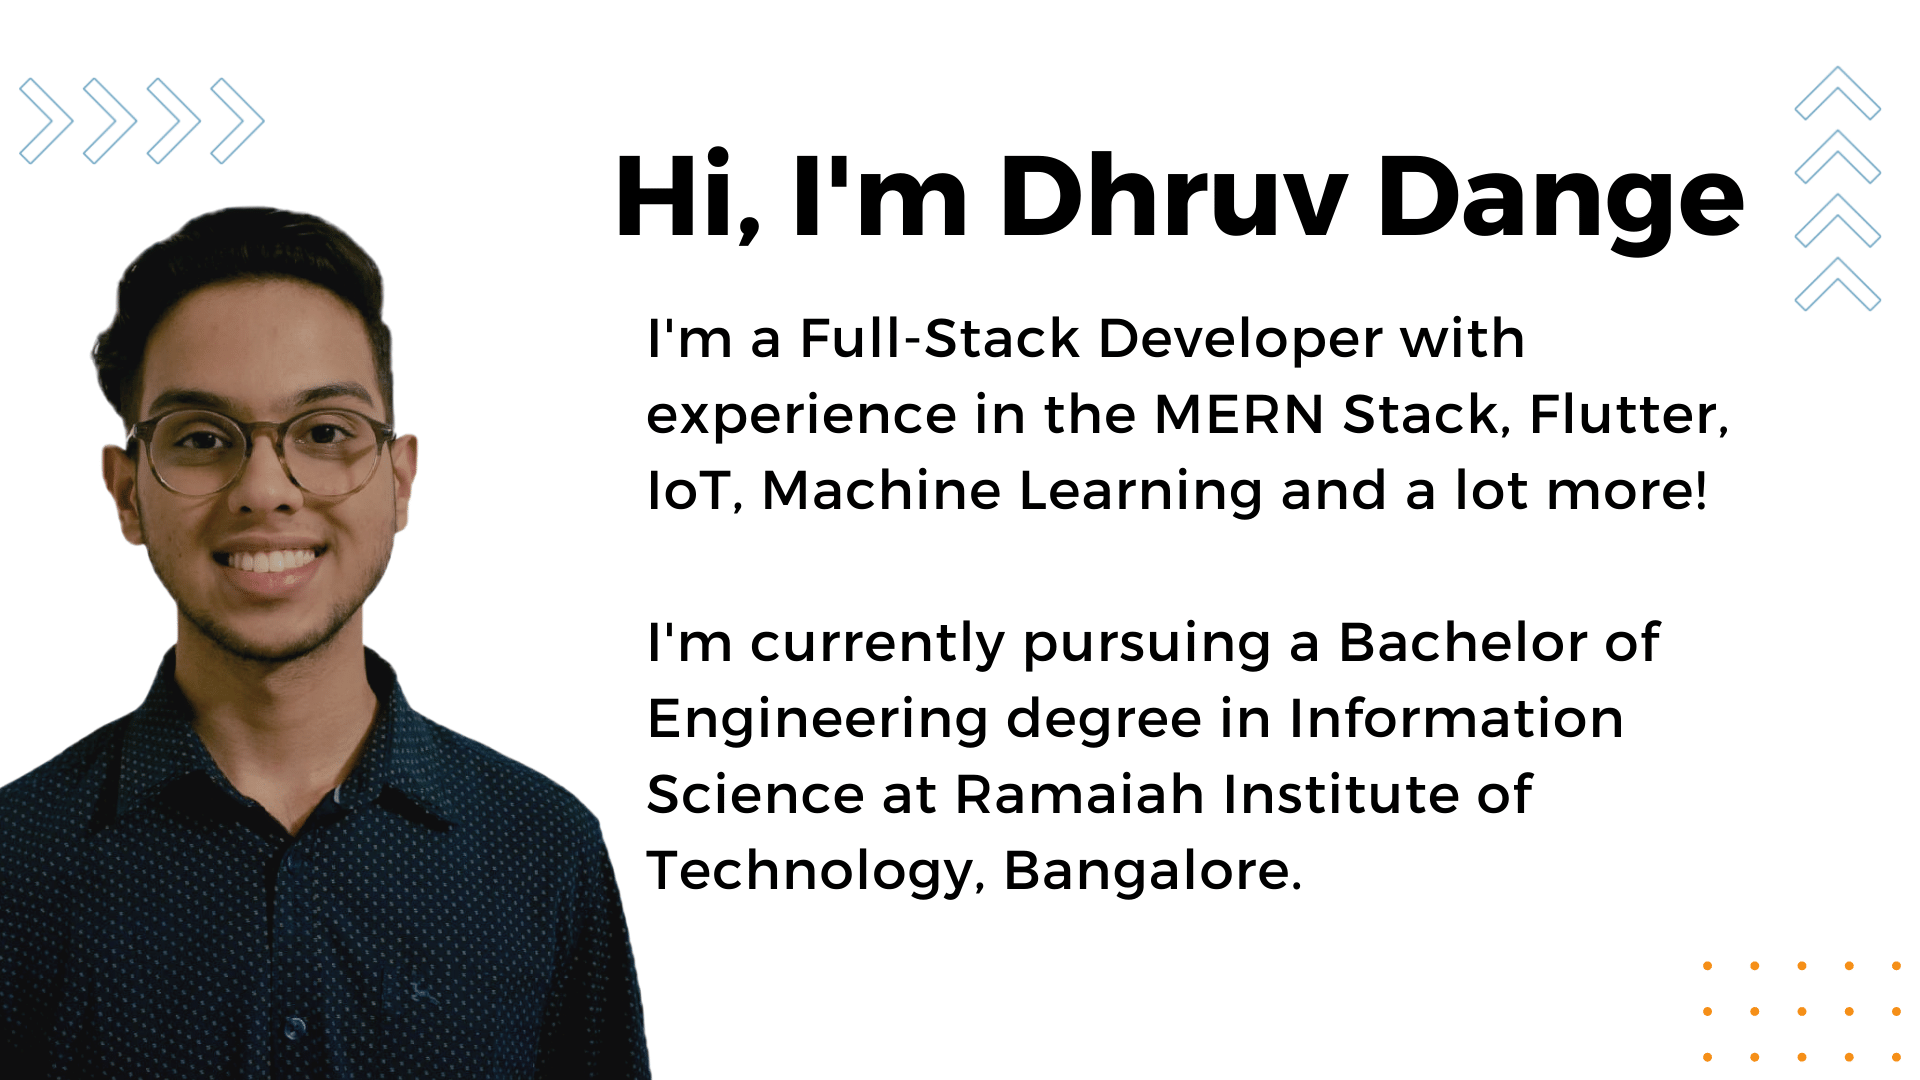 Hi, I'm Dhruv Dange
I'm a Full-Stack Developer with
experience in the MERN Stack, Flutter,
IoT, Machine Learning and a lot more!
I'm currently pursuing a Bachelor of
Engineering degree in Information
Science at Ramaiah Institute of
Technology, Bangalore.